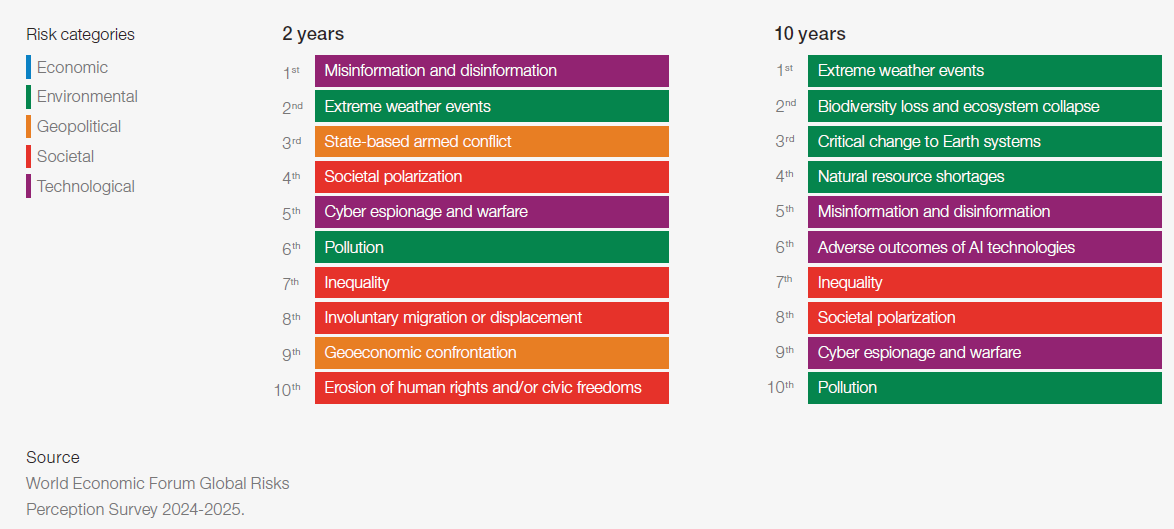 Risk categories
Economic
Environmental
Geopolitical
Societal
Technological
2 years
1st Misinformation and disinformation
2nd Extreme weather events
3rd State-based armed conflict
4th Societal polarization
5th Cyber espionage and warfare
6th Pollution
7th Inequality
8th Involuntary migration or displacement
9th Geoeconomic confrontation
10th Erosion of human rights and/or civic freedoms
10 years
1st Extreme weather events
2nd Biodiversity loss and ecosystem collapse
3rd Critical change to Earth systems
4th Natural resource shortages
5th Misinformation and disinformation
6th Adverse outcomes of AI technologies
7th Inequality
8th Societal polarization
9th Cyber espionage and warfare
10th Pollution
Source
World Economic Forum Global Risks
Perception Survey 2024-2025.